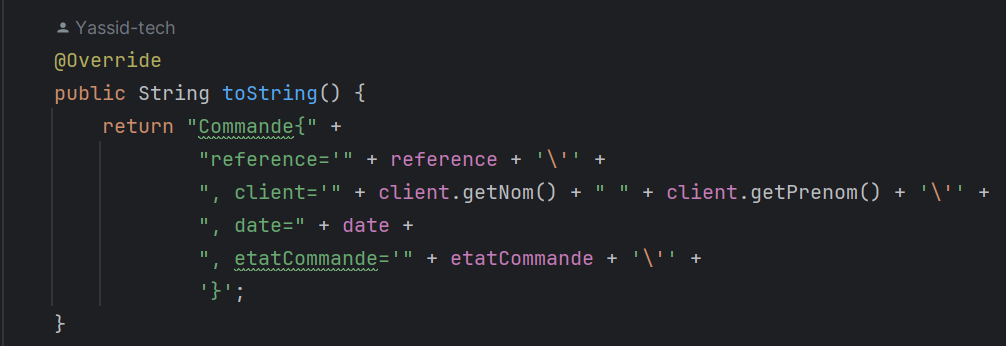 Yassid-tech
@Override
public String toString() {
return "Commande{" +
"reference='" + reference + '\'' +
", client='" + client.getNom() + " " + client.getPrenom() + '\'' +
", date=" + date +
", etatCommande='" + etatCommande + '\'' +
'}';
}